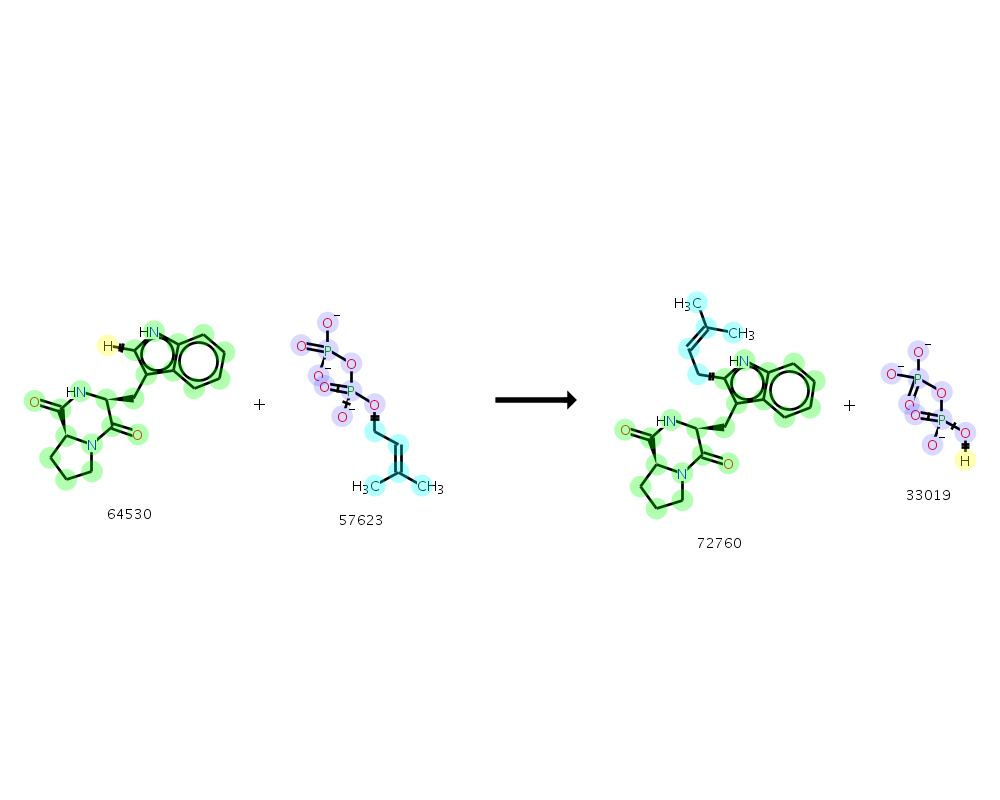 H HN
HN
O
O
N
64530
+
O−
O P
O− O
O P
O− O
H3C CH3
57623
H3C
CH3
HN
HN
O
O
N
72760
+
O−
O− P
O O
O P
O− O
H
33019